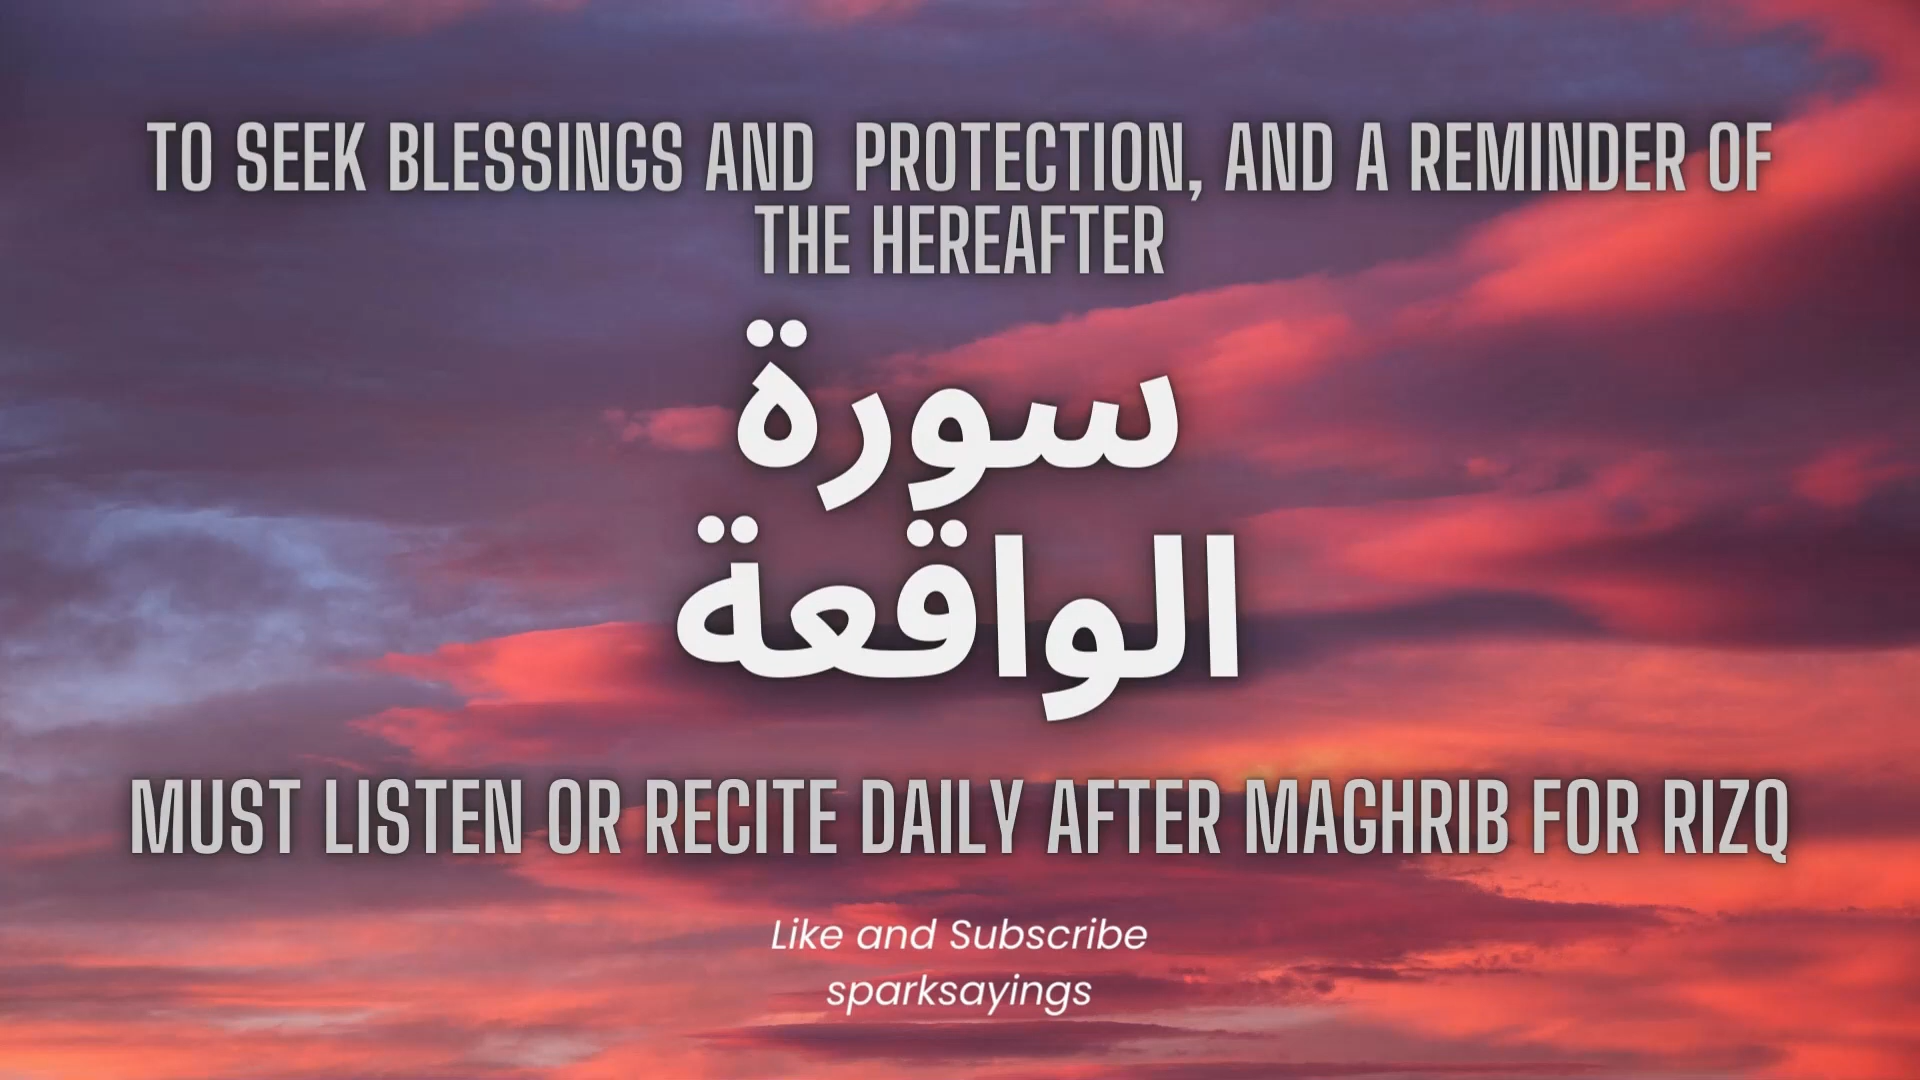 TO SEEK BLESSINGS AND PROTECTION, AND A REMINDER OF
THE HEREAFTER
سورة
الواقعة
MUST LISTEN OR RECITE DAILY AFTER MAGHRIB FOR RIZQ
Like and Subscribe
sparksayings